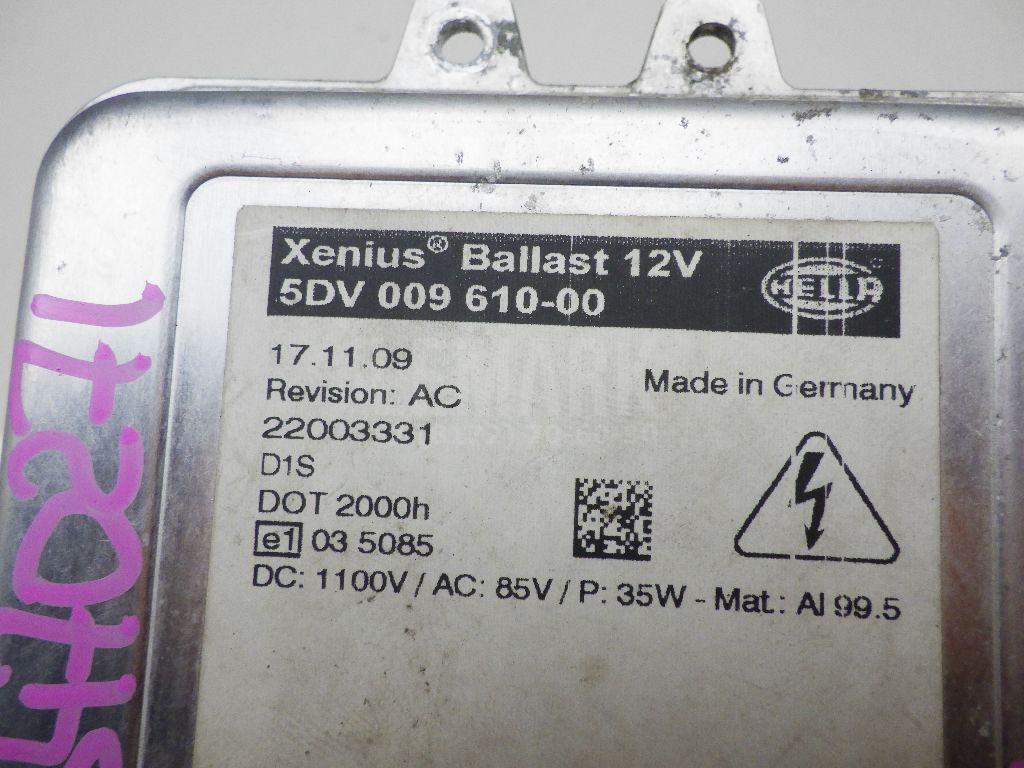 Xenius® Ballast 12V
5DV 009 610-00
HELLA
17.11.09
Revision: AC
Made in Germany
22003331
D1S
DOT 2000h
e1 03 5085
DC: 1100V / AC: 85V / P: 35W - Mat.: Al 99.5